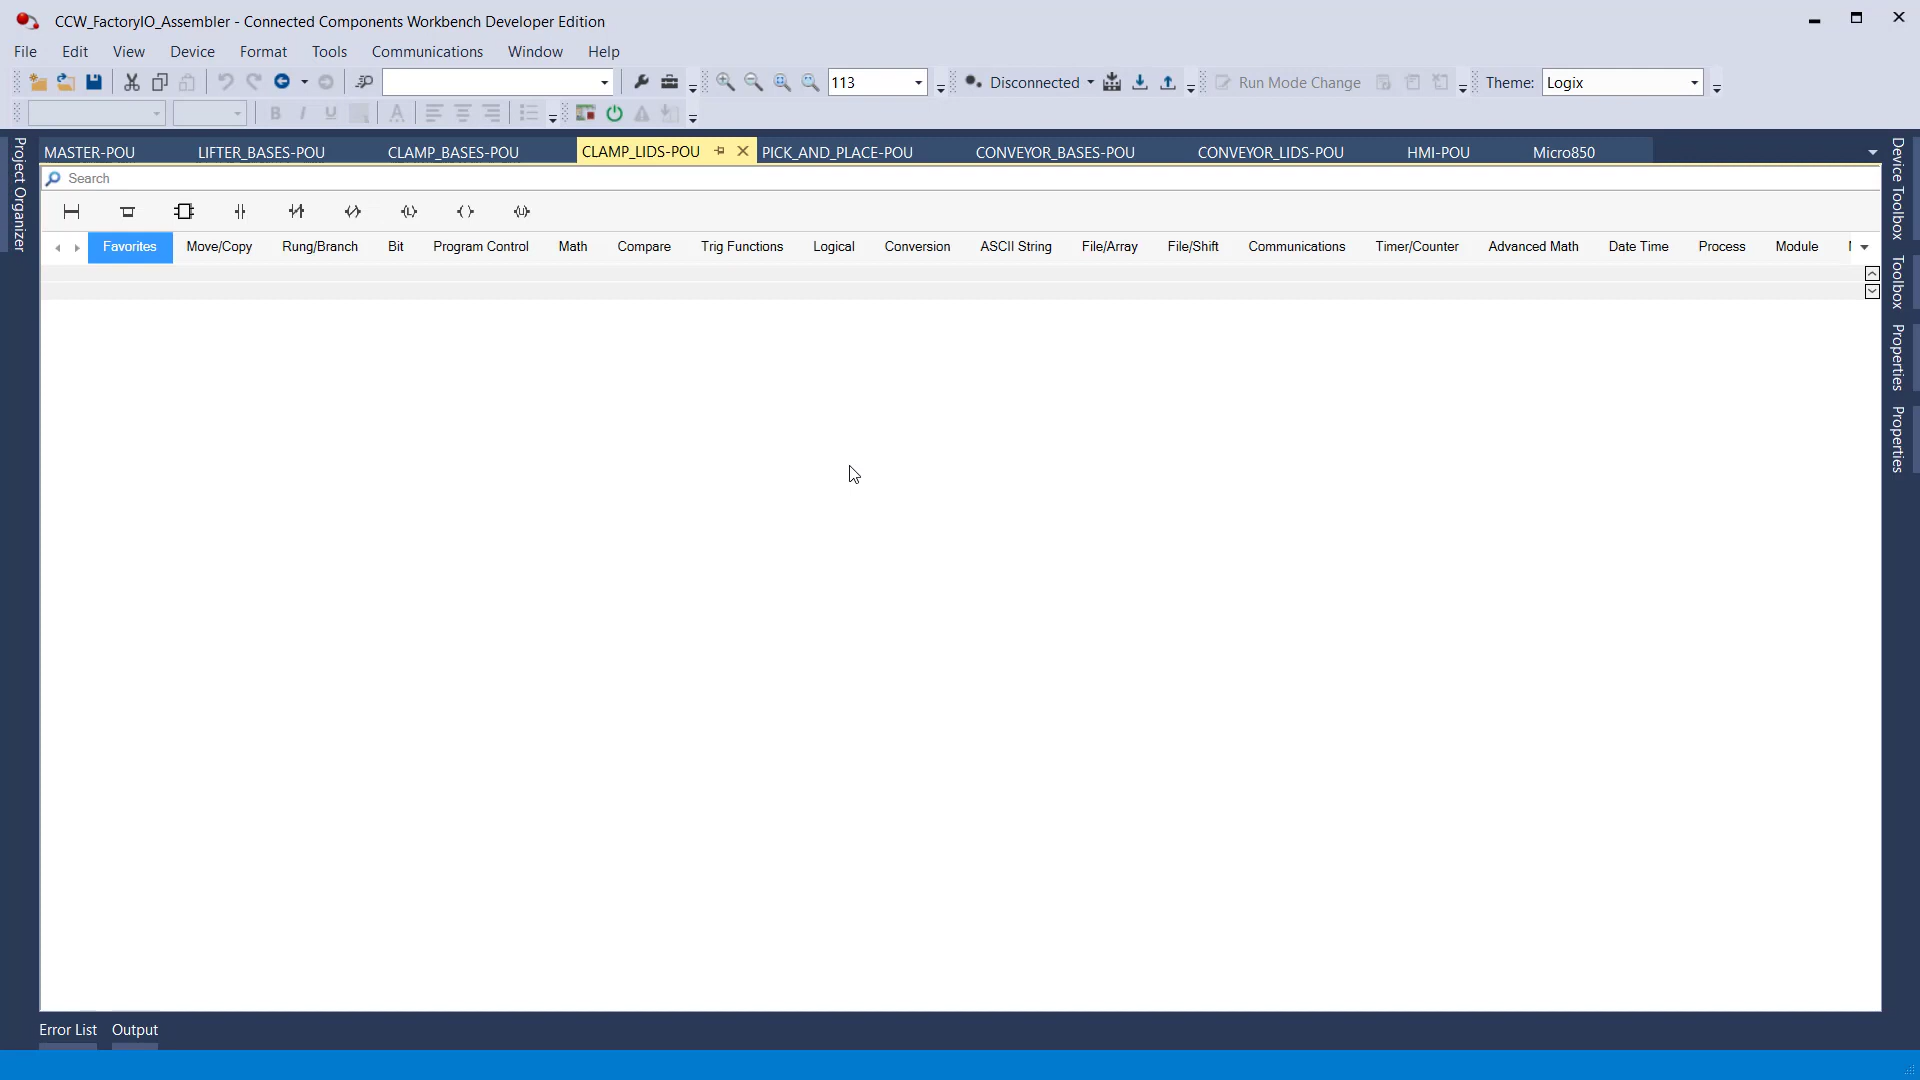 CCW_FactoryIO_Assembler - Connected Components Workbench Developer Edition
File Edit View Device Format Tools Communications Window Help
113 Disconnected Run Mode Change Theme: Logix
B I U A
MASTER-POU LIFTER_BASES-POU CLAMP_BASES-POU CLAMP_LIDS-POU PICK_AND_PLACE-POU CONVEYOR_BASES-POU CONVEYOR_LIDS-POU HMI-POU Micro850
Search
Favorites Move/Copy Rung/Branch Bit Program Control Math Compare Trig Functions Logical Conversion ASCII String File/Array File/Shift Communications Timer/Counter Advanced Math Date Time Process Module
Project Organizer
Device Toolbox
Toolbox
Properties
Properties
Error List Output